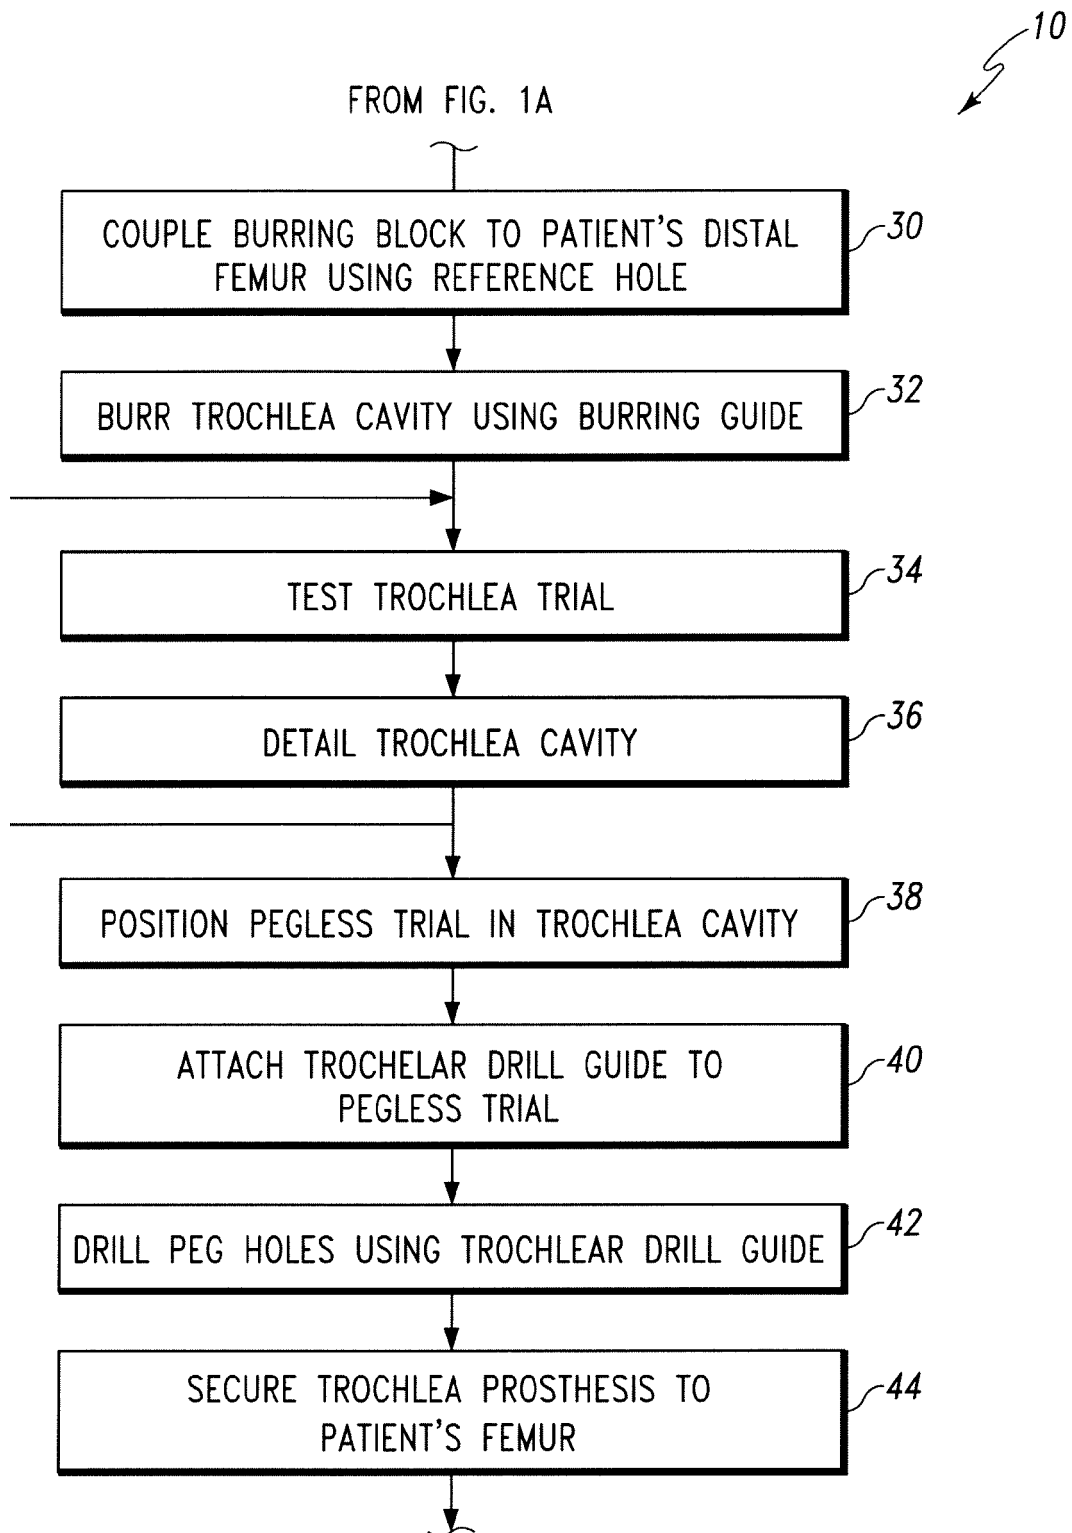 10
FROM FIG. 1A
COUPLE BURRING BLOCK TO PATIENT'S DISTAL
FEMUR USING REFERENCE HOLE
30
BURR TROCHLEA CAVITY USING BURRING GUIDE
32
TEST TROCHLEA TRIAL
34
DETAIL TROCHLEA CAVITY
36
POSITION PEGLESS TRIAL IN TROCHLEA CAVITY
38
ATTACH TROCHELAR DRILL GUIDE TO
PEGLESS TRIAL
40
DRILL PEG HOLES USING TROCHLEAR DRILL GUIDE
42
SECURE TROCHLEA PROSTHESIS TO
PATIENT'S FEMUR
44